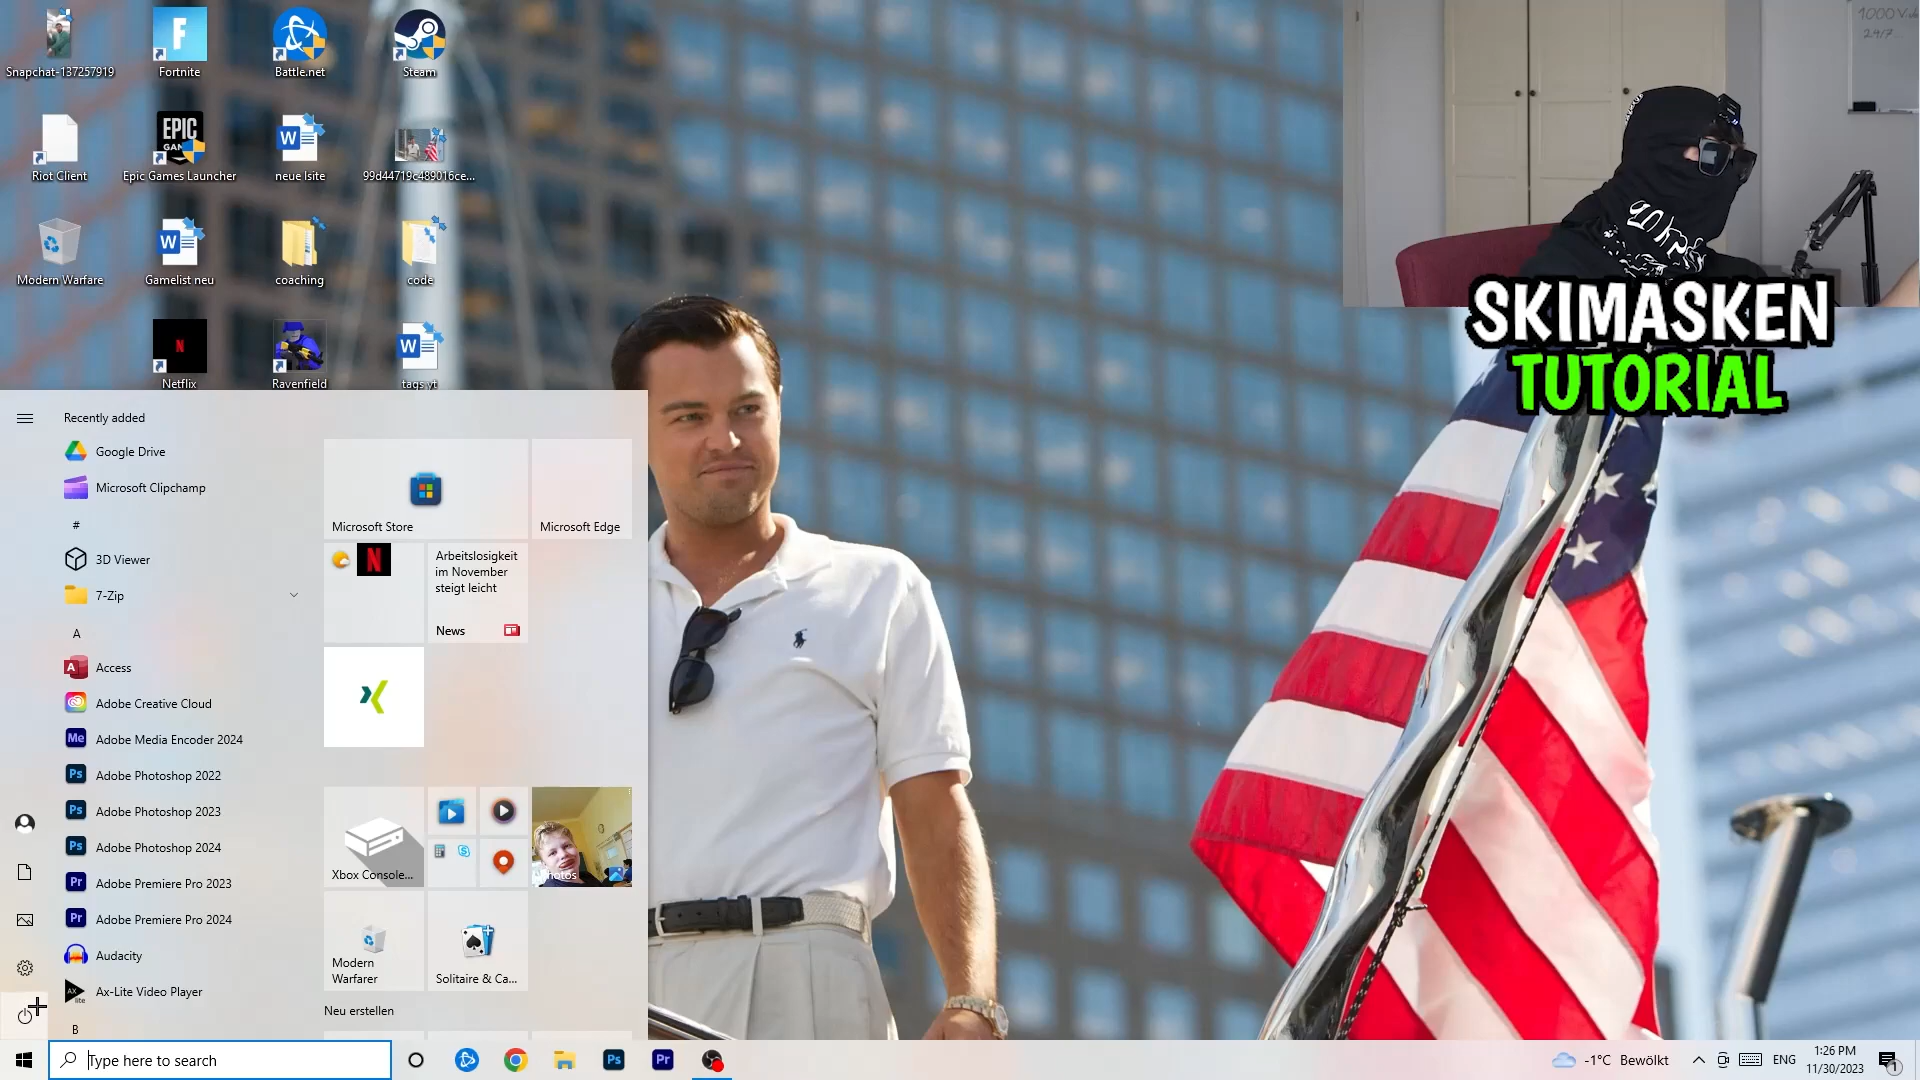 Snapchat-137257919
Fortnite
Battle.net
Steam
Riot Client
EPIC
Epic Games Launcher
neue lsite
99d44719c489016ce...
Modern Warfare
Gamelist neu
coaching
code
Netflix
Ravenfield
tags yt
24/7
SKIMASKEN
TUTORIAL
Recently added
Google Drive
Microsoft Clipchamp
#
3D Viewer
7-Zip
A
Access
Adobe Creative Cloud
Adobe Media Encoder 2024
Adobe Photoshop 2022
Adobe Photoshop 2023
Adobe Photoshop 2024
Adobe Premiere Pro 2023
Adobe Premiere Pro 2024
Audacity
Ax-Lite Video Player
B
Microsoft Store
Microsoft Edge
Arbeitslosigkeit
im November
steigt leicht
News
Xbox Console...
Modern
Warfarer
Solitaire & Ca...
Neu erstellen
Type here to search
-1°C Bewölkt
ENG
1:26 PM
11/30/2023
1